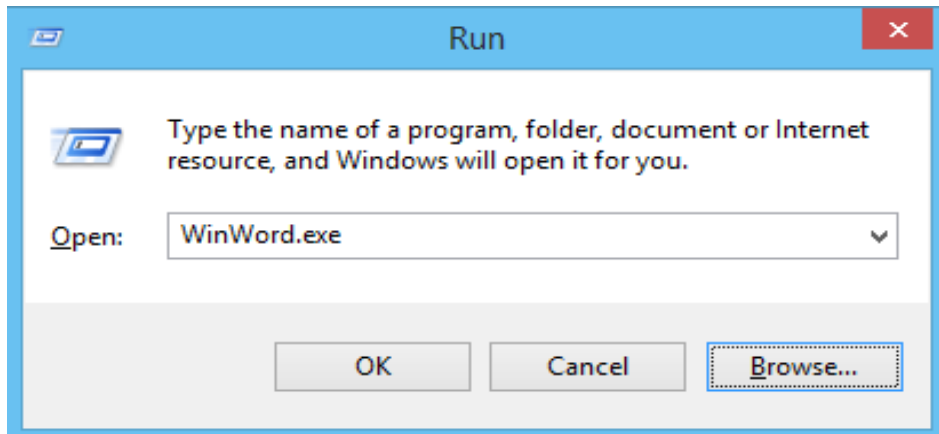 Run
Type the name of a program, folder, document or Internet
resource, and Windows will open it for you.
Open: WinWord.exe
OK Cancel Browse...